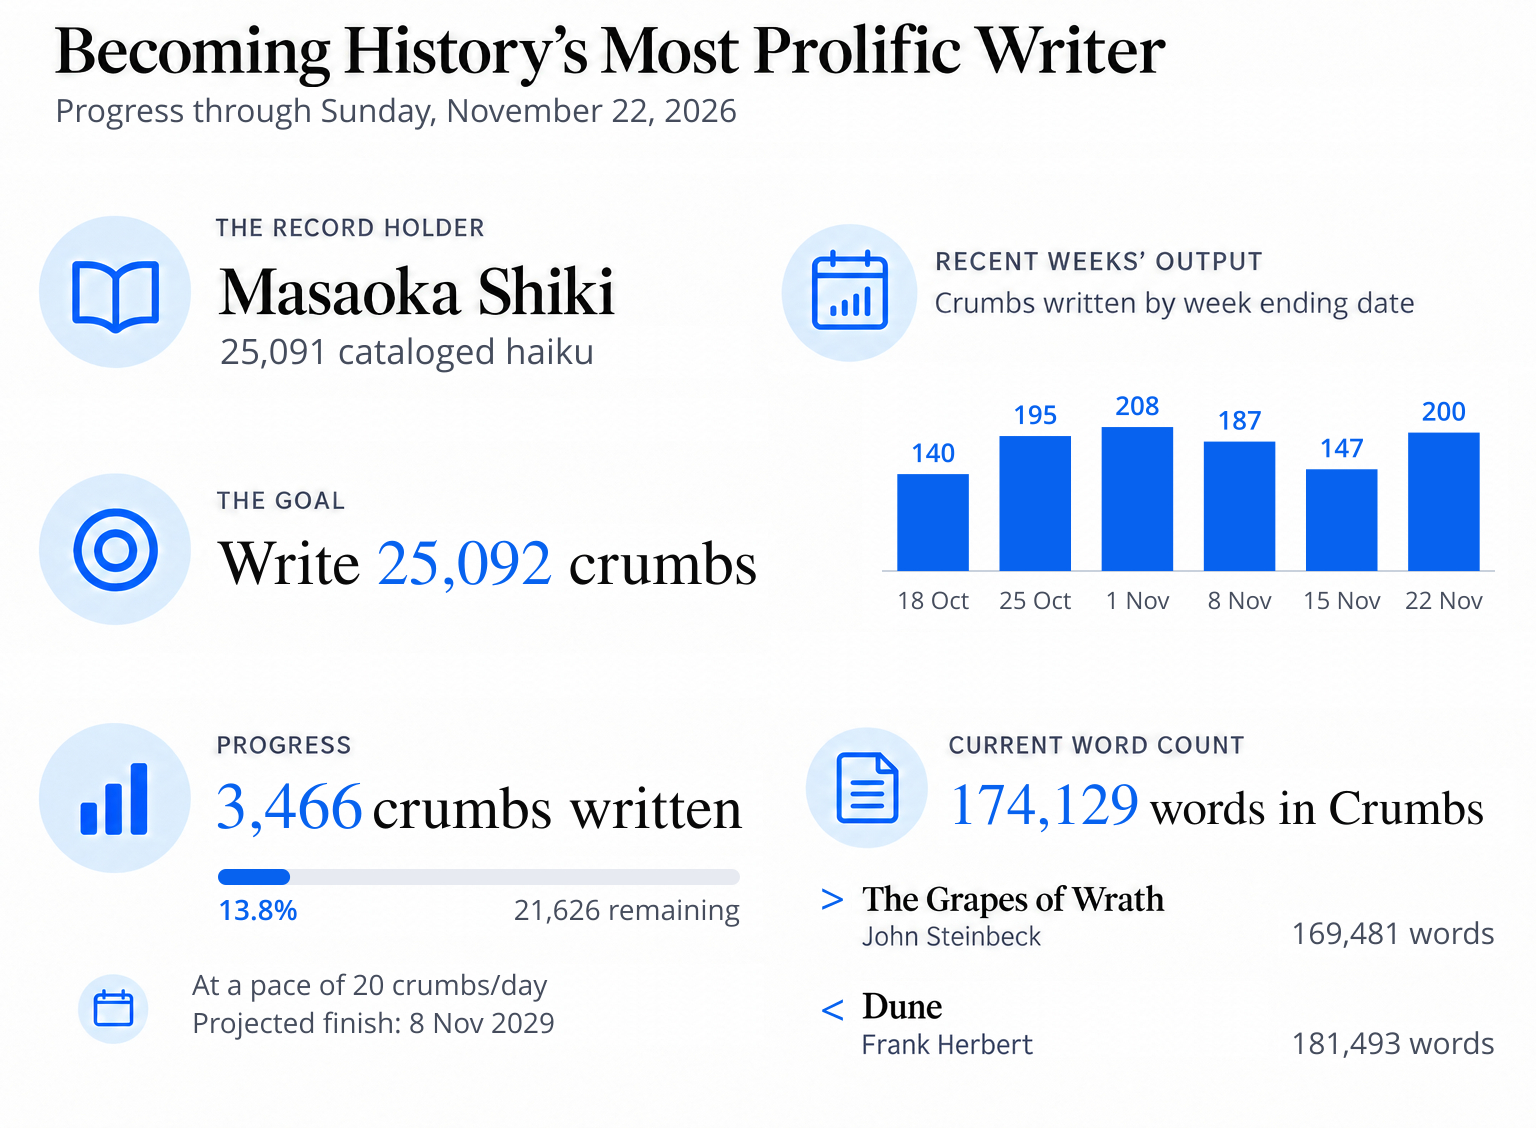 Becoming History’s Most Prolific Writer
Progress through Sunday, November 22, 2026
THE RECORD HOLDER
Masaoka Shiki
25,091 cataloged haiku
THE GOAL
Write 25,092 crumbs
PROGRESS
3,466 crumbs written
13.8%
21,626 remaining
At a pace of 20 crumbs/day
Projected finish: 8 Nov 2029
RECENT WEEKS’ OUTPUT
Crumbs written by week ending date
140 195 208 187 147 200
18 Oct 25 Oct 1 Nov 8 Nov 15 Nov 22 Nov
CURRENT WORD COUNT
174,129 words in Crumbs
> The Grapes of Wrath
John Steinbeck
169,481 words
< Dune
Frank Herbert
181,493 words